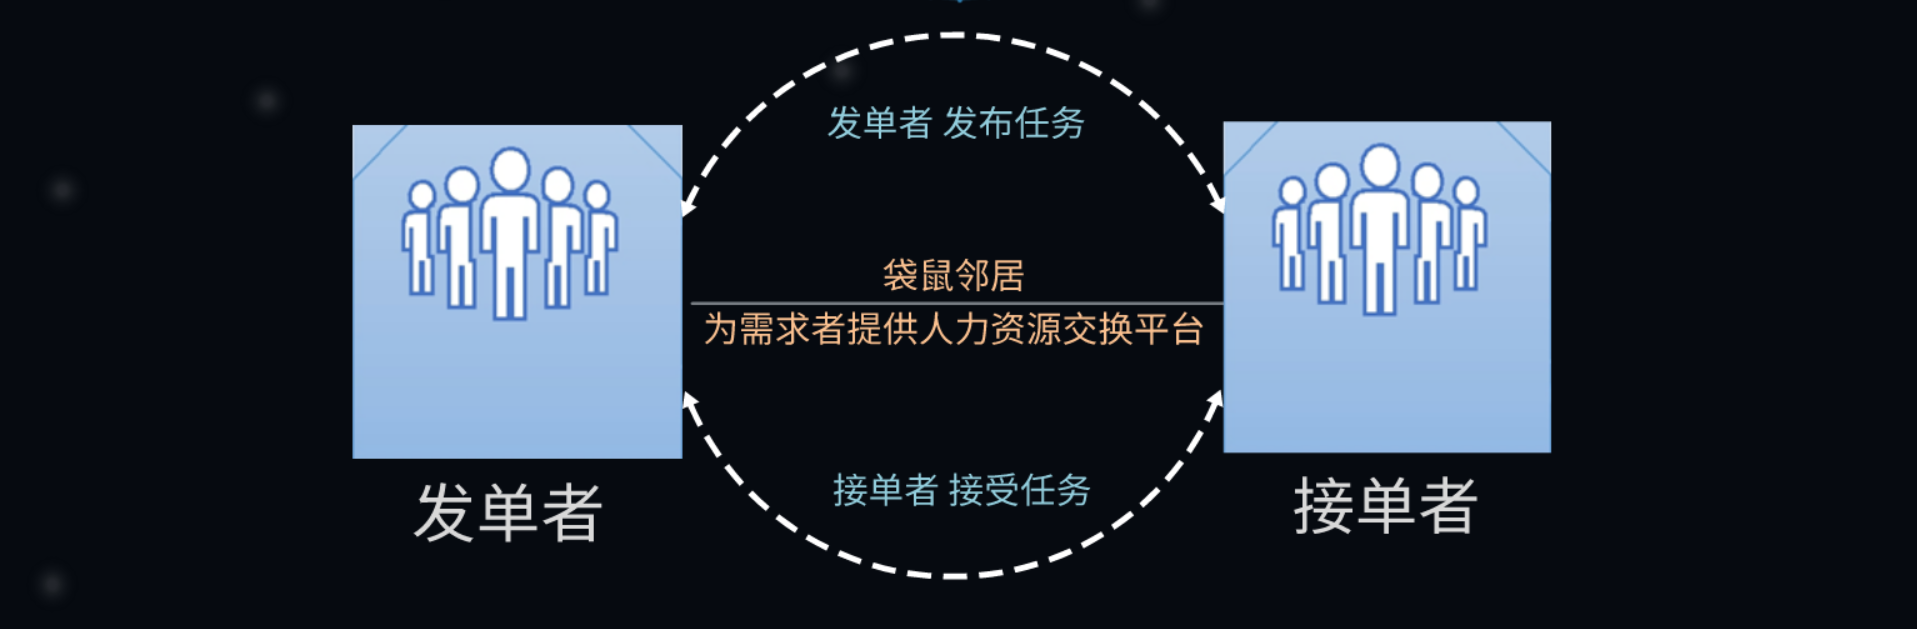 发单者 发布任务
袋鼠邻居
为需求者提供人力资源交换平台
接单者 接受任务
发单者
接单者